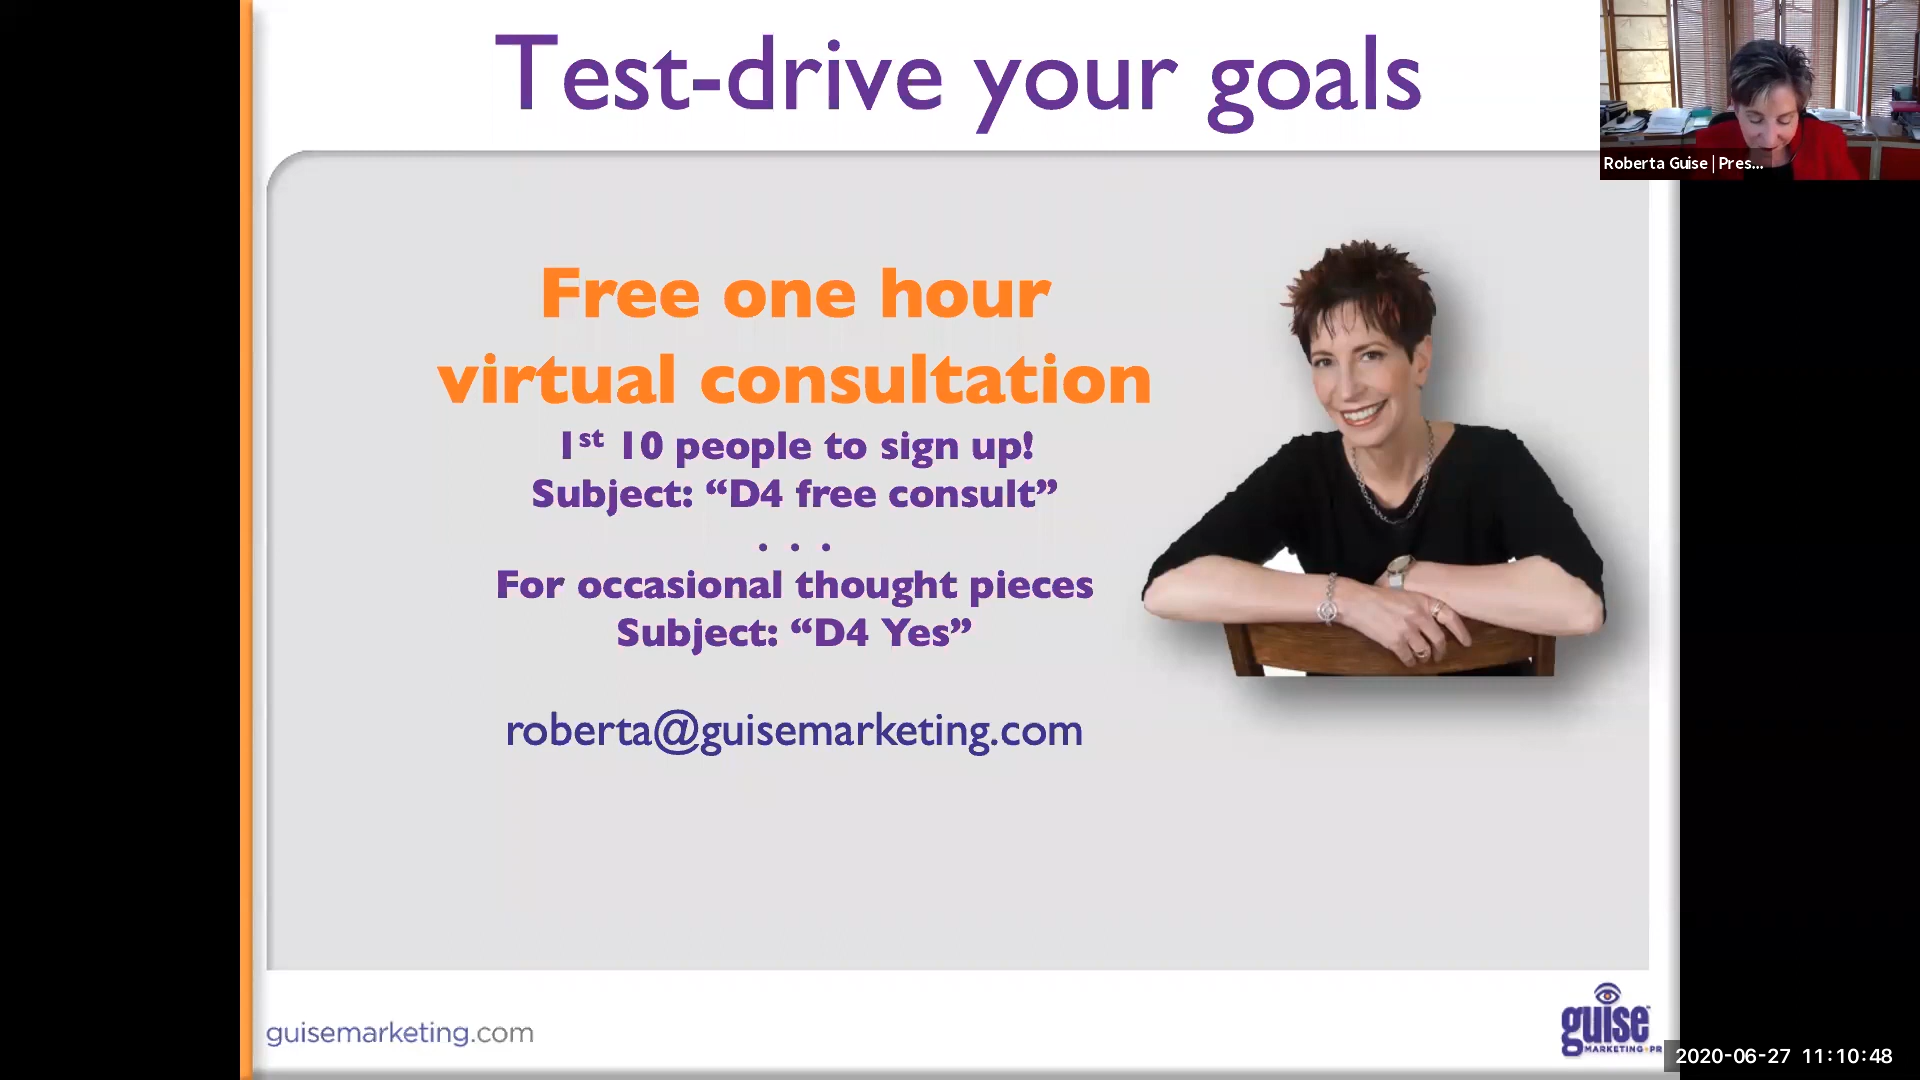 Test-drive your goals
Roberta Guise | Pres...
Free one hour
virtual consultation
1st 10 people to sign up!
Subject: “D4 free consult”
. . .
For occasional thought pieces
Subject: “D4 Yes”
roberta@guisemarketing.com
guisemarketing.com
guise
MARKETING+PR
2020-06-27 11:10:48